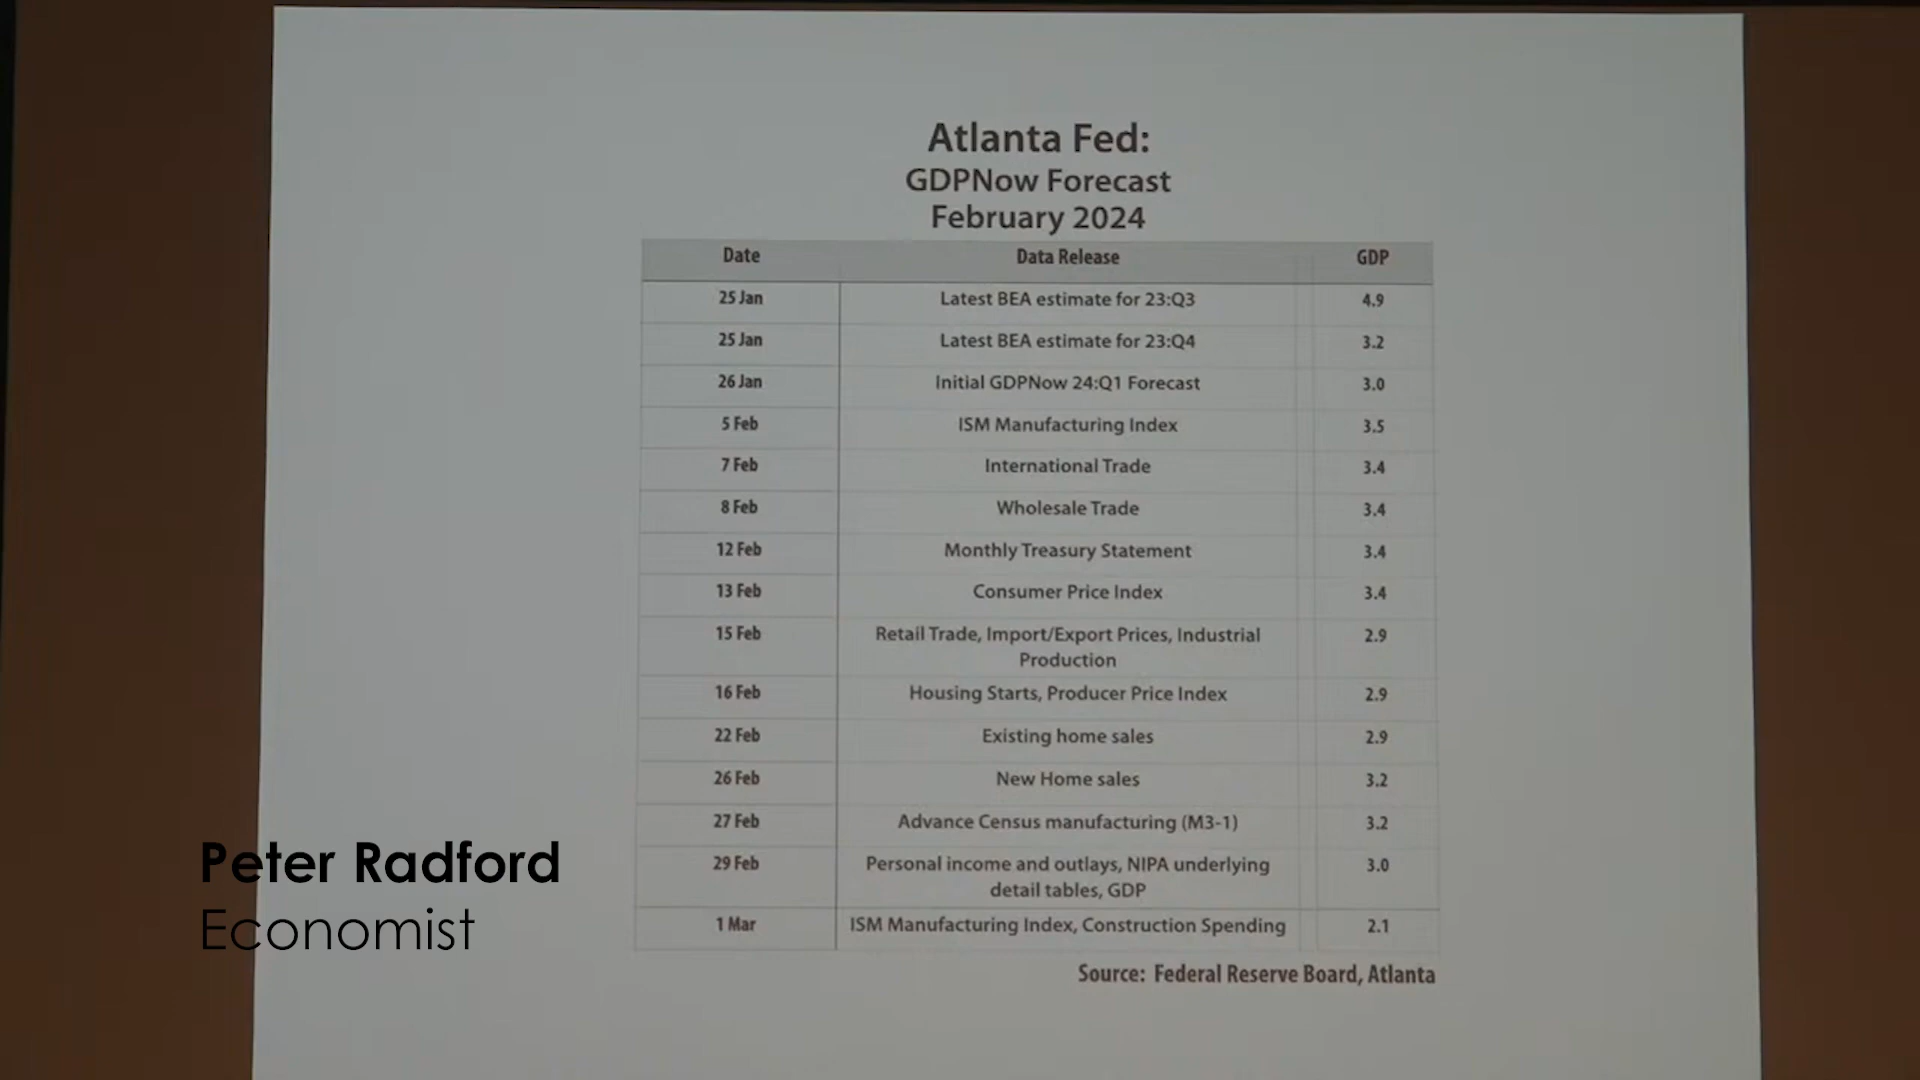 Atlanta Fed:
GDPNow Forecast
February 2024
Date Data Release GDP
25 Jan Latest BEA estimate for 23:Q3 4.9
25 Jan Latest BEA estimate for 23:Q4 3.2
26 Jan Initial GDPNow 24:Q1 Forecast 3.0
5 Feb ISM Manufacturing Index 3.5
7 Feb International Trade 3.4
8 Feb Wholesale Trade 3.4
12 Feb Monthly Treasury Statement 3.4
13 Feb Consumer Price Index 3.4
15 Feb Retail Trade, Import/Export Prices, Industrial 2.9
Production
16 Feb Housing Starts, Producer Price Index 2.9
22 Feb Existing home sales 2.9
26 Feb New Home sales 3.2
27 Feb Advance Census manufacturing (M3-1) 3.2
29 Feb Personal income and outlays, NIPA underlying 3.0
detail tables, GDP
1 Mar ISM Manufacturing Index, Construction Spending 2.1
Source: Federal Reserve Board, Atlanta
Peter Radford
Economist